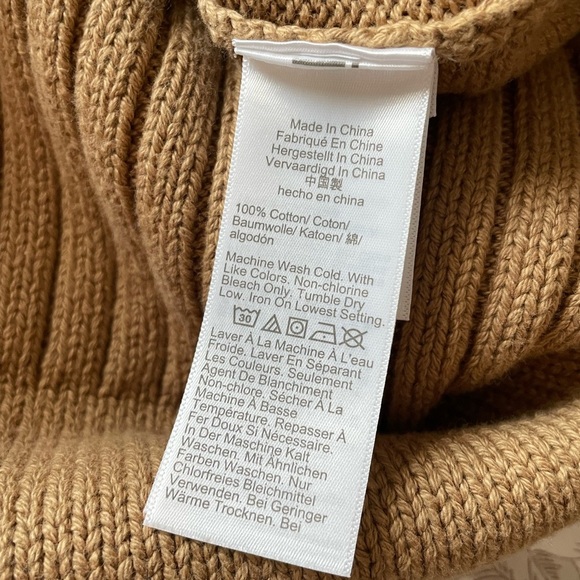 Made In China
Fabriqué En Chine
Hergestellt In China
Vervaardigd In China
中国製
hecho en china
100% Cotton/ Coton/
Baumwolle/ Katoen/ 綿/
algodón
Machine Wash Cold. With
Like Colors. Non-chlorine
Bleach Only. Tumble Dry
Low. Iron On Lowest Setting.
30
Laver À La Machine À L'eau
Froide. Laver En Séparant
Les Couleurs. Seulement
Agent De Blanchiment
Non-chlore. Sécher À La
Machine À Basse
Température. Repasser À
Fer Doux Si Nécessaire.
In Der Maschine Kalt
Waschen. Mit Ähnlichen
Farben Waschen. Nur
Chlorfreies Bleichmittel
Verwenden. Bei Geringer
Wärme Trocknen. Bei